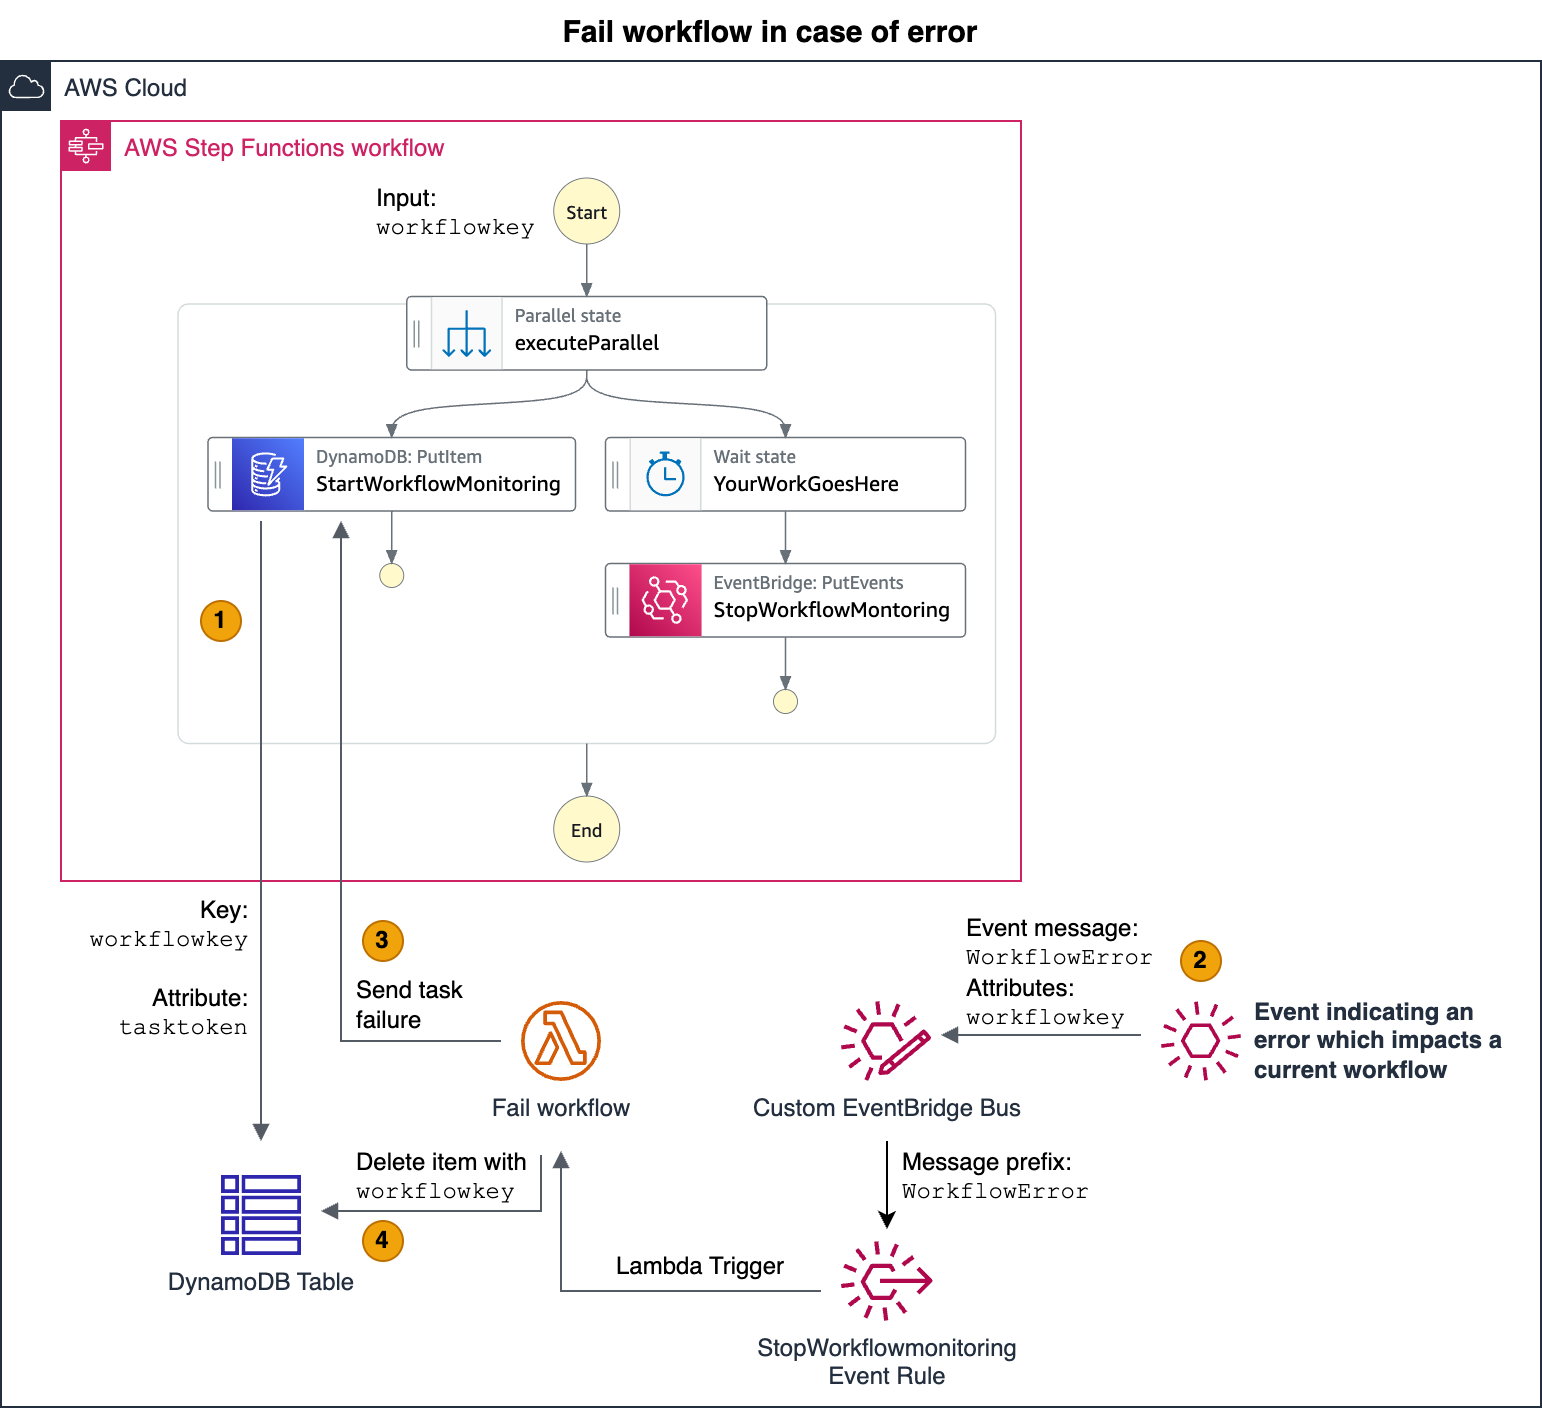 Fail workflow in case of error
AWS Cloud
AWS Step Functions workflow
Input:
workflowkey
Start
Parallel state
executeParallel
DynamoDB: PutItem
StartWorkflowMonitoring
Wait state
YourWorkGoesHere
EventBridge: PutEvents
StopWorkflowMontoring
1
End
Key:
workflowkey
Attribute:
tasktoken
3
Send task
failure
Fail workflow
Event message:
WorkflowError
Attributes:
workflowkey
2
Event indicating an
error which impacts a
current workflow
Custom EventBridge Bus
Message prefix:
WorkflowError
Delete item with
workflowkey
4
DynamoDB Table
Lambda Trigger
StopWorkflowmonitoring
Event Rule